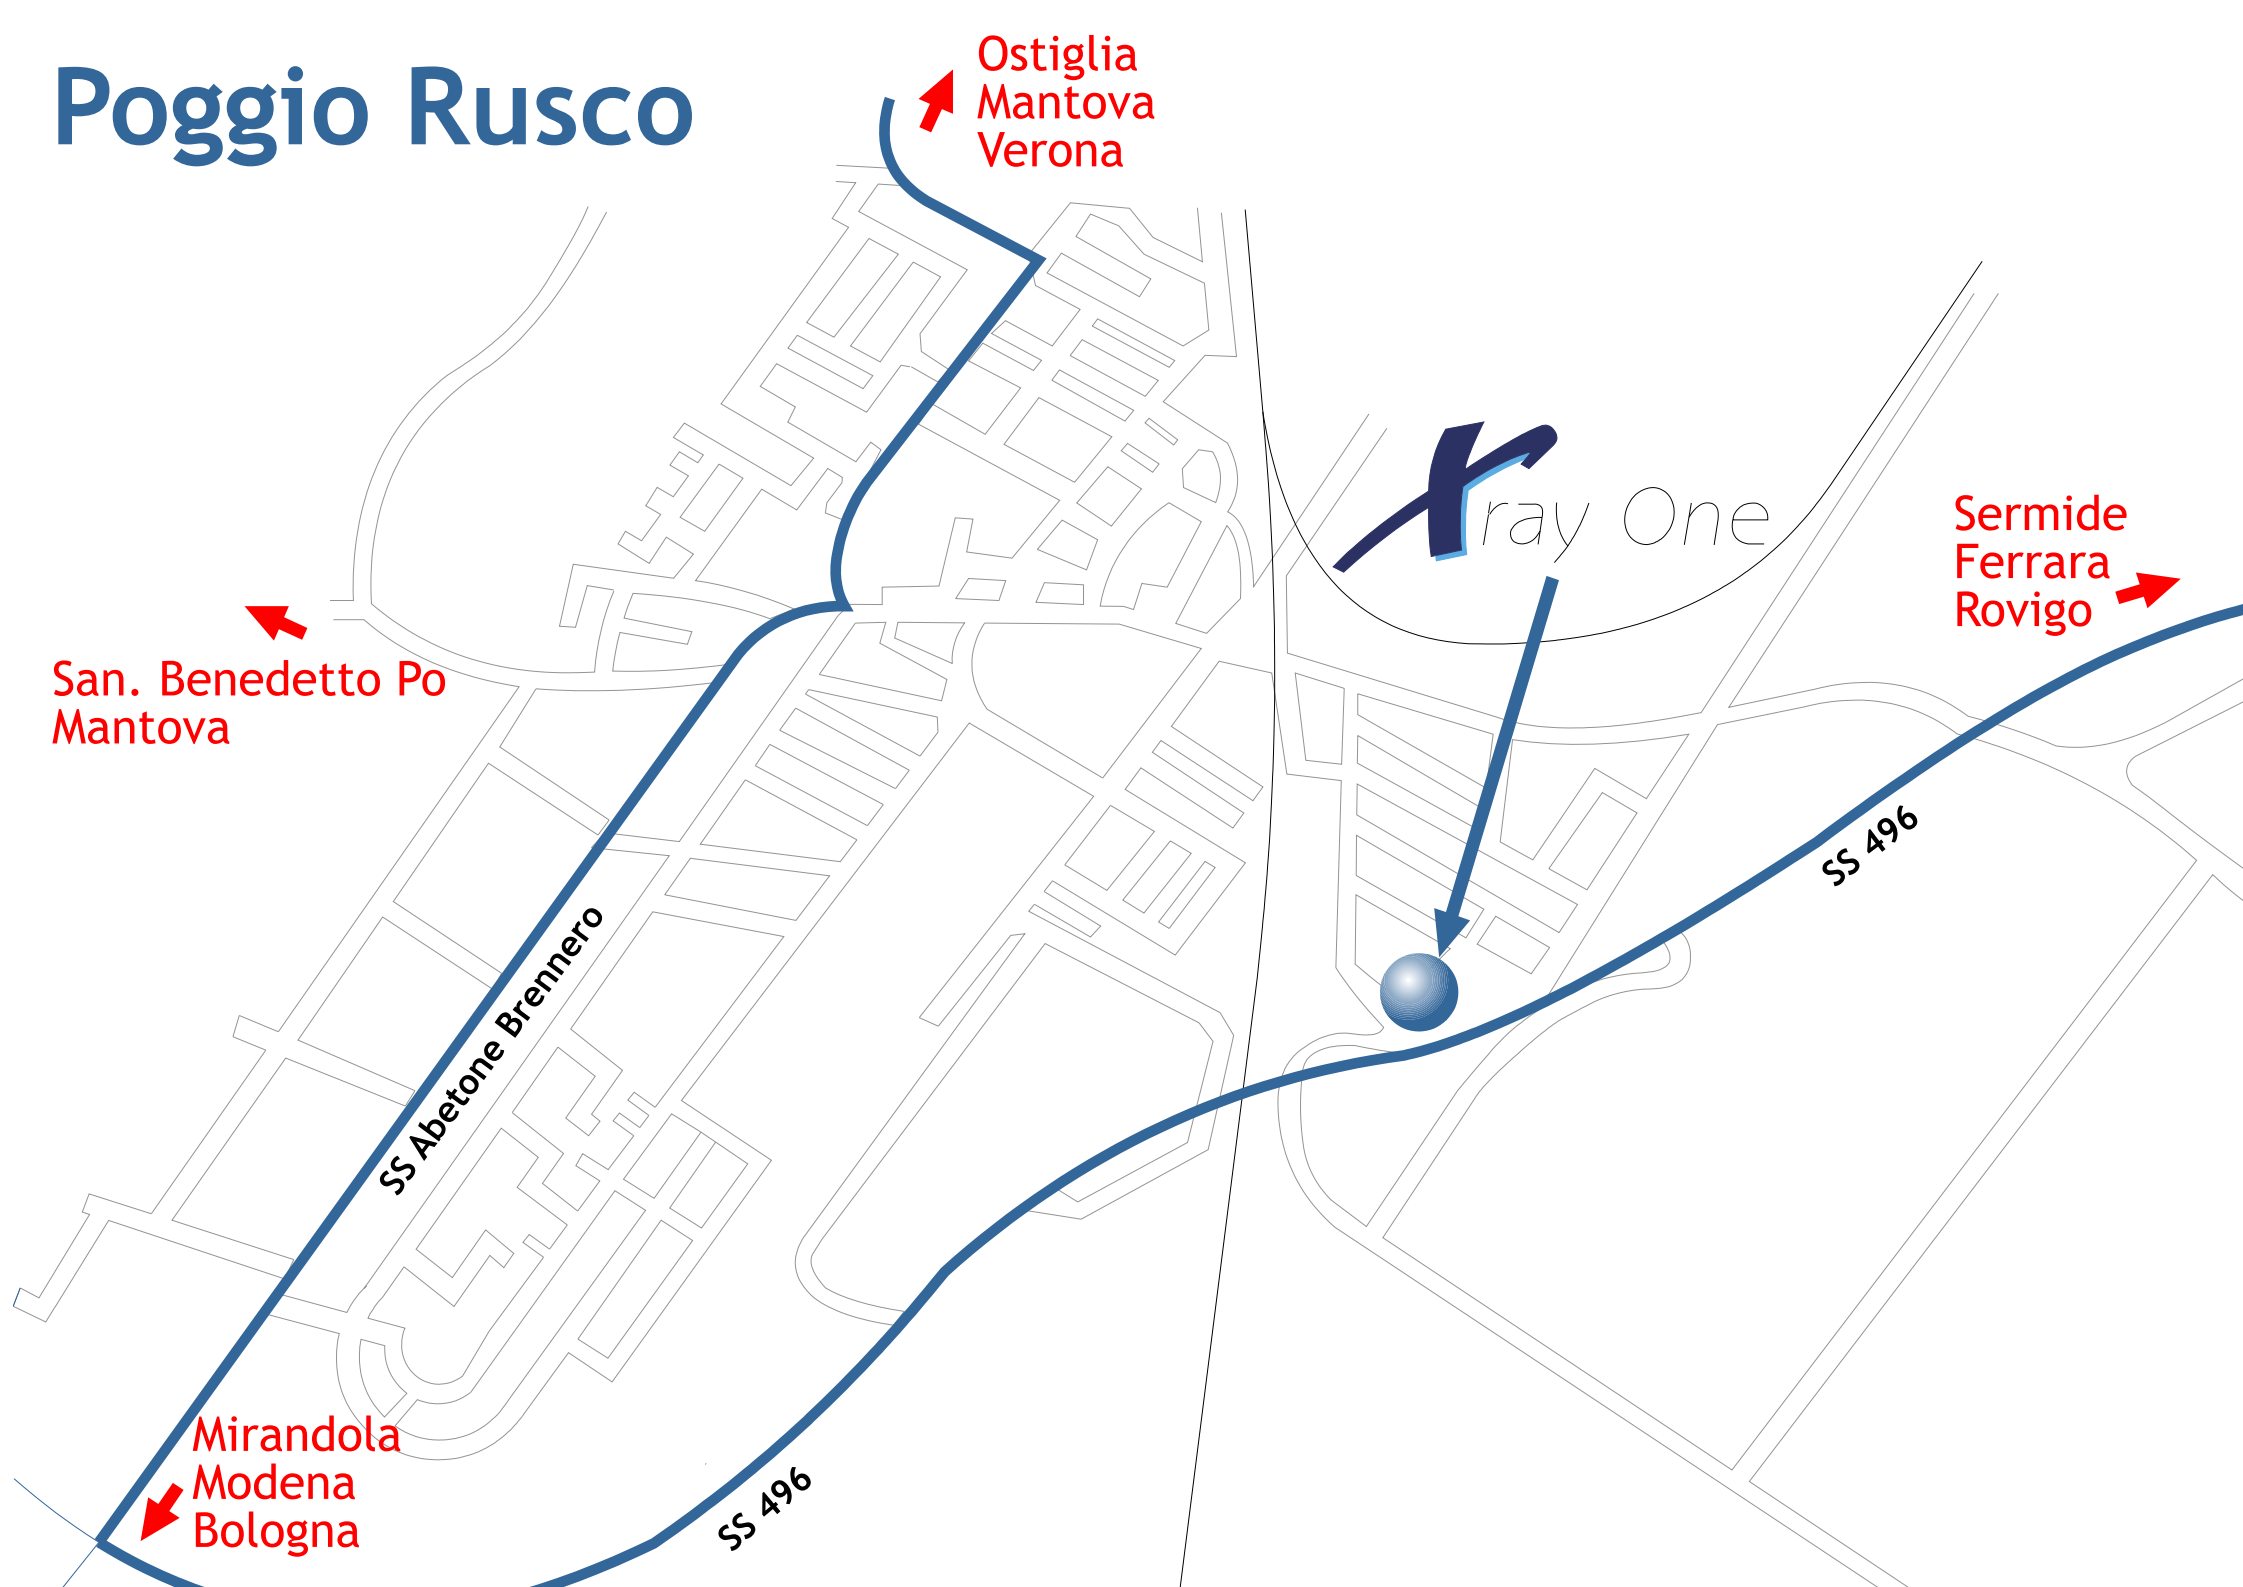 Poggio Rusco
Ostiglia
Mantova
Verona
Xray One
Sermide
Ferrara
Rovigo
San. Benedetto Po
Mantova
SS 496
SS Abetone Brennero
Mirandola
Modena
Bologna
SS 496